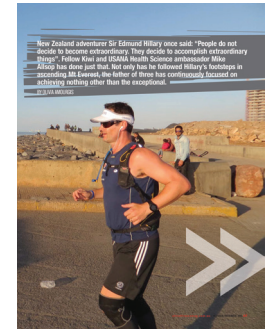 New Zealand adventurer Sir Edmund Hillary once said: "People do not
decide to become extraordinary. They decide to accomplish extraordinary
things". Fellow Kiwi and USANA Health Science ambassador Mike
Allsop has done just that. Not only has he followed Hillary's footsteps in
ascending Mt Everest, the father of three has continuously focused on
achieving nothing other than the exceptional.